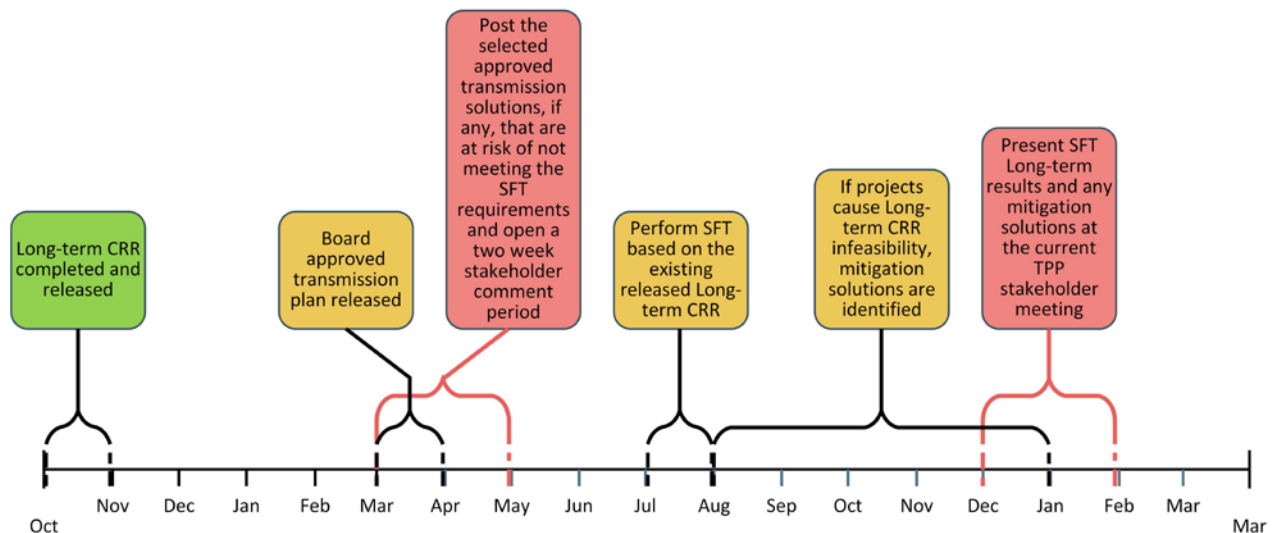 Long-term CRR
completed and
released
Board
approved
transmission
plan released
Post the
selected
approved
transmission
solutions, if
any, that are
at risk of not
meeting the
SFT
requirements
and open a
two week
stakeholder
comment
period
Perform SFT
based on the
existing
released Long-
term CRR
If projects
cause Long-
term CRR
infeasibility,
mitigation
solutions are
identified
Present SFT
Long-term
results and any
mitigation
solutions at
the current
TPP
stakeholder
meeting
Nov Dec Jan Feb Mar Apr May Jun Jul Aug Sep Oct Nov Dec Jan Feb Mar
Oct Mar